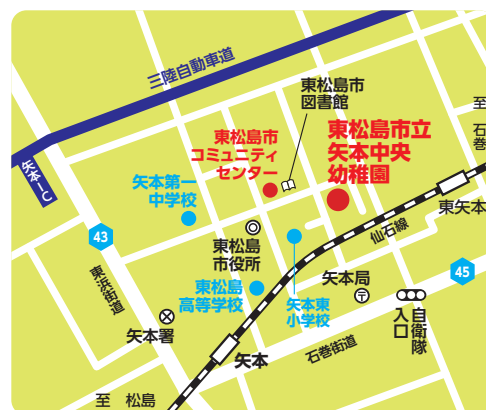 三陸自動車道
東松島市
図書館
東松島市
コミュニティ
センター
東松島市立
矢本中央
幼稚園
至
石巻
矢本IC
矢本第一
中学校
東矢本
43
仙石線
東松島
市役所
東浜街道
45
東松島
高等学校
矢本東
小学校
矢本局
〒
自衛隊
入口
矢本署
矢本
石巻街道
至 松島